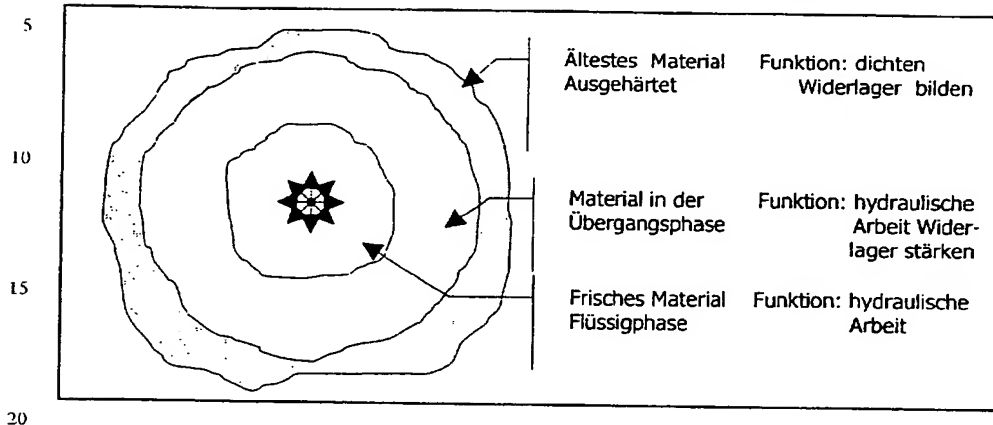 5
Ältestes Material Funktion: dichten
Ausgehärtet Widerlager bilden
10
Material in der Funktion: hydraulische
Übergangsphase Arbeit Wider-
lager stärken
15
Frisches Material Funktion: hydraulische
Flüssigphase Arbeit
20